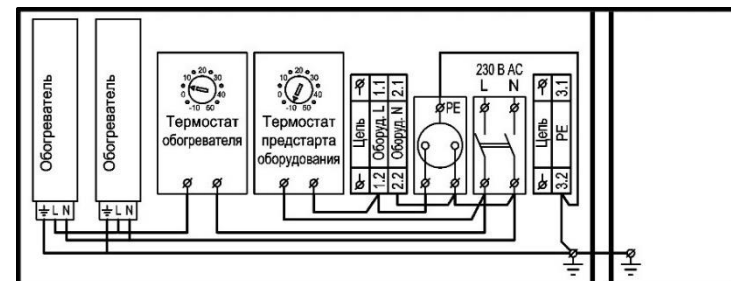 Обогреватель
⏚ L N
Обогреватель
⏚ L N
10 20
0 30
-10 50 40
Термостат
обогревателя
10 20
0 30
-10 50 40
Термостат
предстарта
оборудования
Цепь
Оборуд. L
1.1
1.2
Оборуд. N
2.1
2.2
PE
230 В AC
L N
Цепь
PE
3.1
3.2